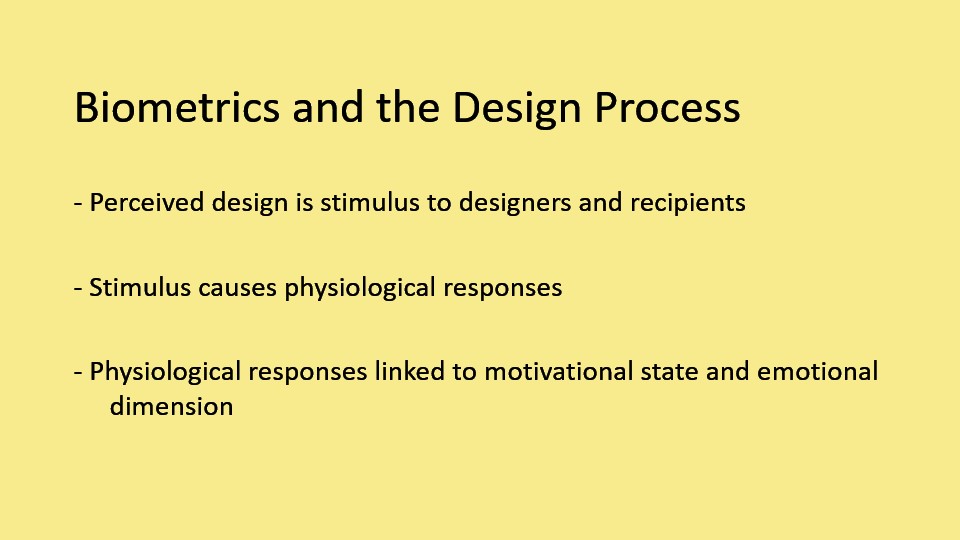 Biometrics and the Design Process
- Perceived design is stimulus to designers and recipients
- Stimulus causes physiological responses
- Physiological responses linked to motivational state and emotional
dimension